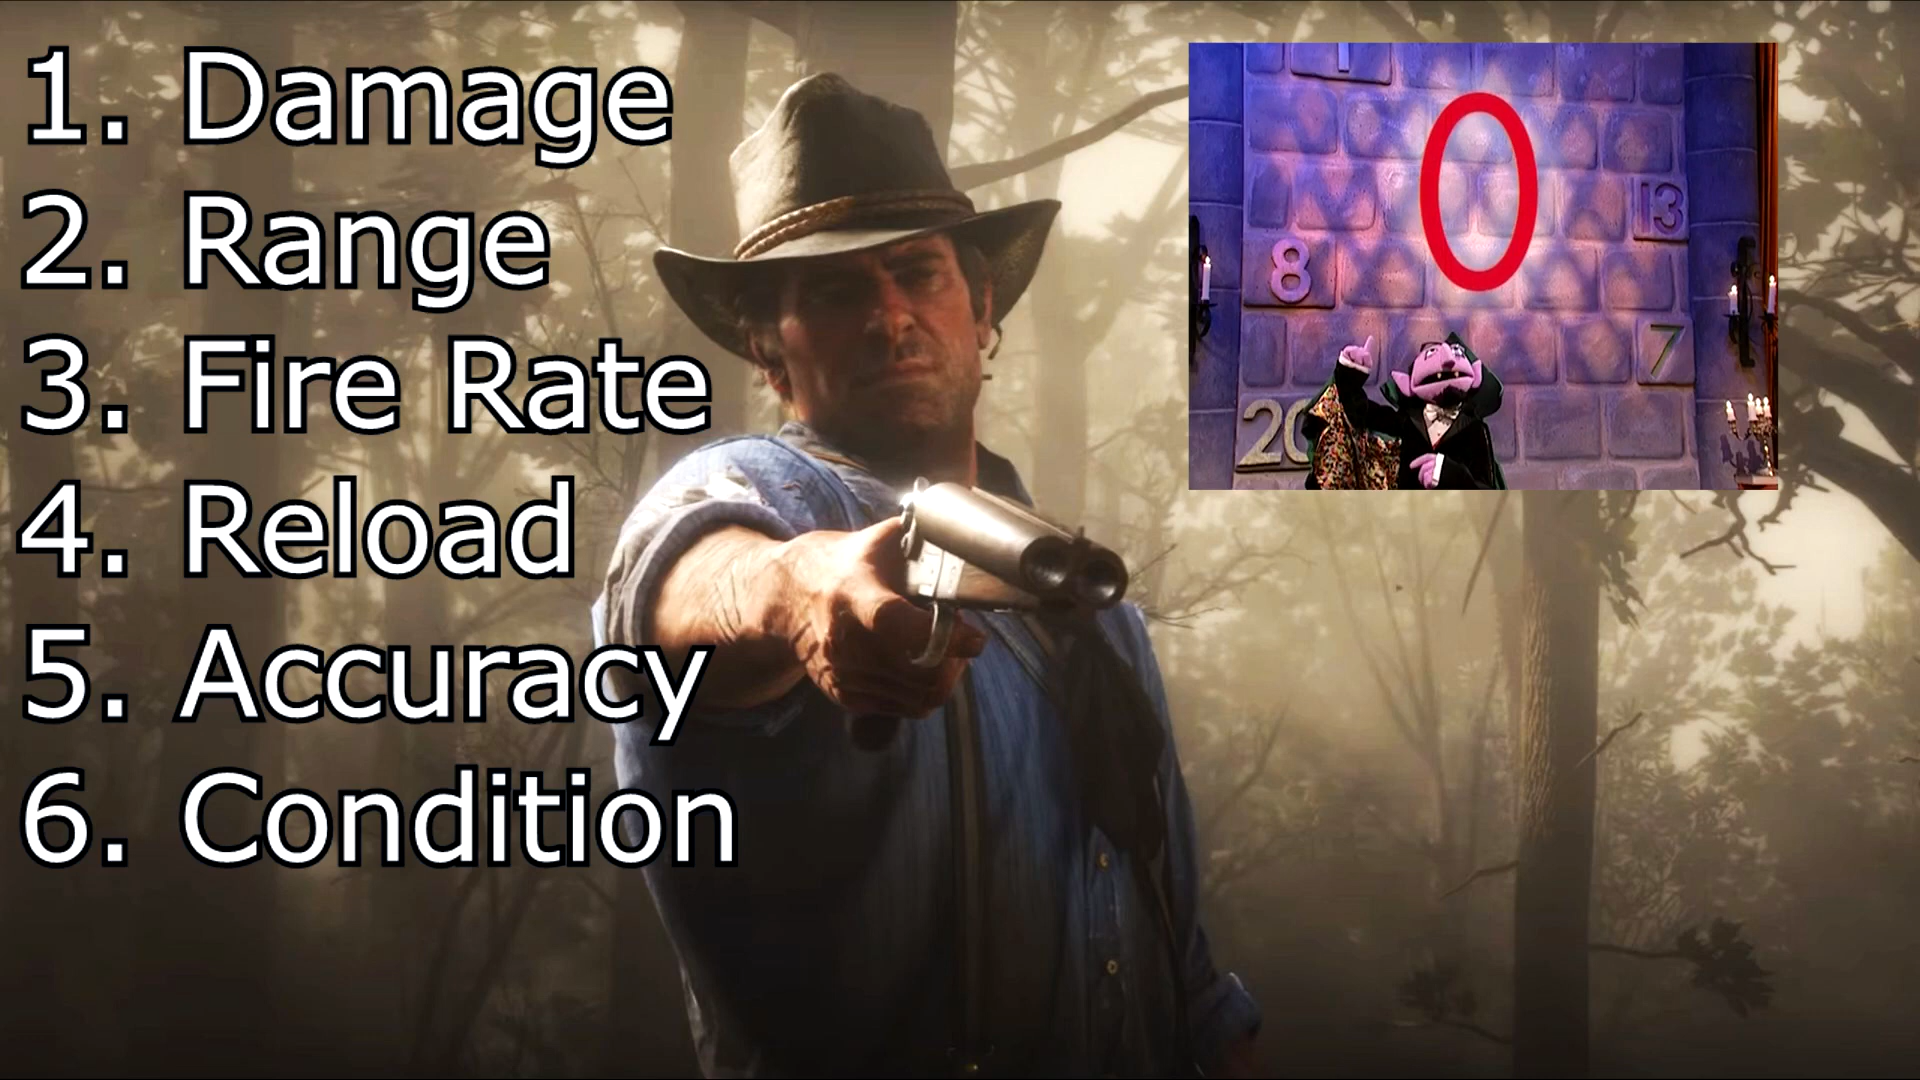 1. Damage
2. Range
3. Fire Rate
4. Reload
5. Accuracy
6. Condition
1
0
13
8
7
20